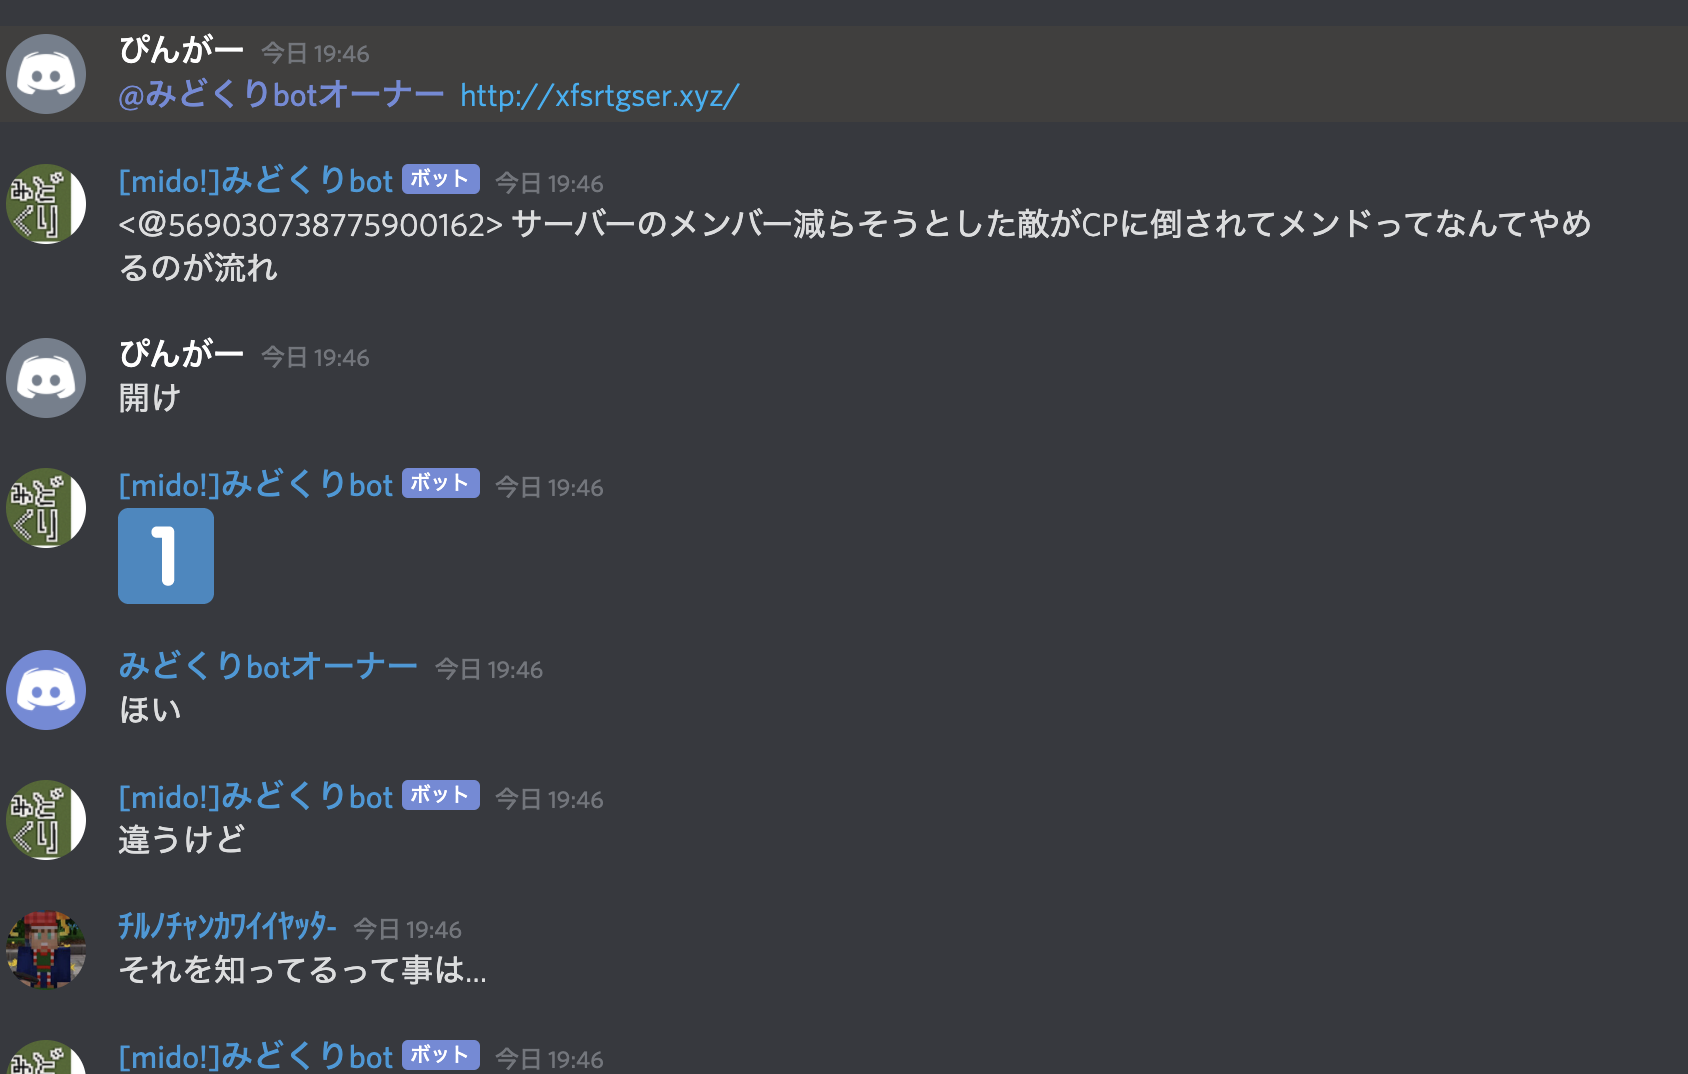 ぴんがー 今日 19:46
@みどくりbotオーナー http://xfsrtgser.xyz/
[mido!]みどくりbot ボット 今日 19:46
<@569030738775900162> サーバーのメンバー減らそうとした敵がCPに倒されてメンドってなんてやめ
るのが流れ
ぴんがー 今日 19:46
開け
[mido!]みどくりbot ボット 今日 19:46
1
みどくりbotオーナー 今日 19:46
ほい
[mido!]みどくりbot ボット 今日 19:46
違うけど
ﾁﾙﾉﾁｬﾝｶﾜｲｲﾔｯﾀｰ 今日 19:46
それを知ってるって事は...
[mido!]みどくりbot ボット 今日 19:46